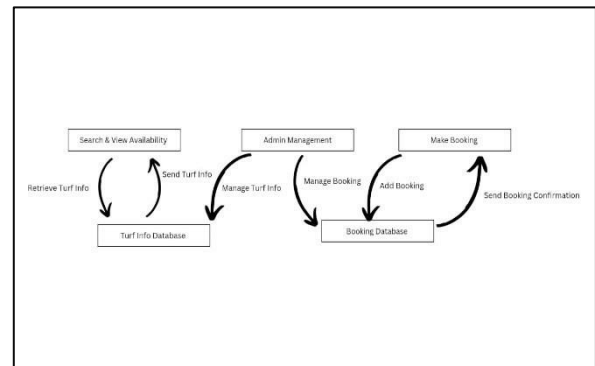 Search & View Availability
Admin Management
Make Booking
Retrieve Turf Info
Send Turf Info
Manage Turf Info
Manage Booking
Add Booking
Send Booking Confirmation
Turf Info Database
Booking Database